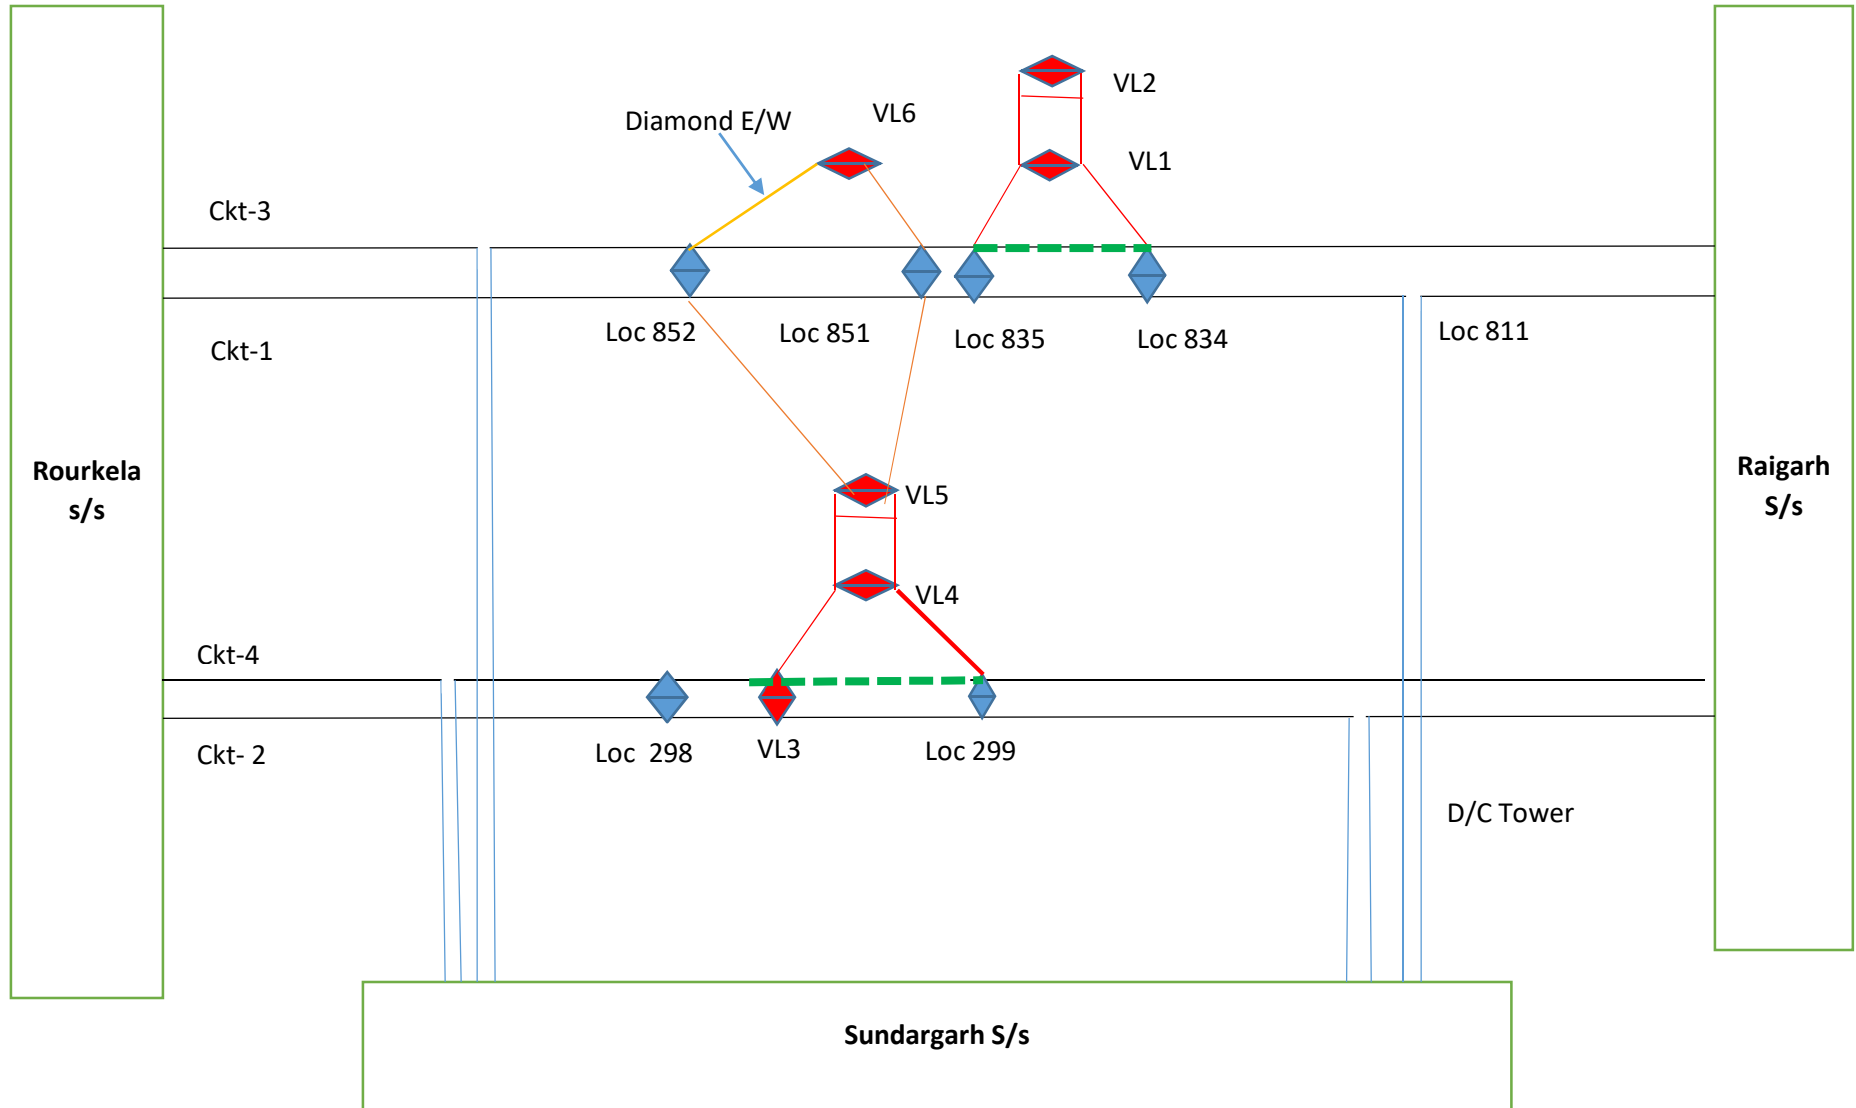 VL2
Diamond E/W
VL6
VL1
Ckt-3
Loc 852
Loc 851
Loc 835
Loc 834
Loc 811
Ckt-1
Rourkela
s/s
Raigarh
S/s
VL5
VL4
Ckt-4
Ckt- 2
Loc  298
VL3
Loc 299
D/C Tower
Sundargarh S/s